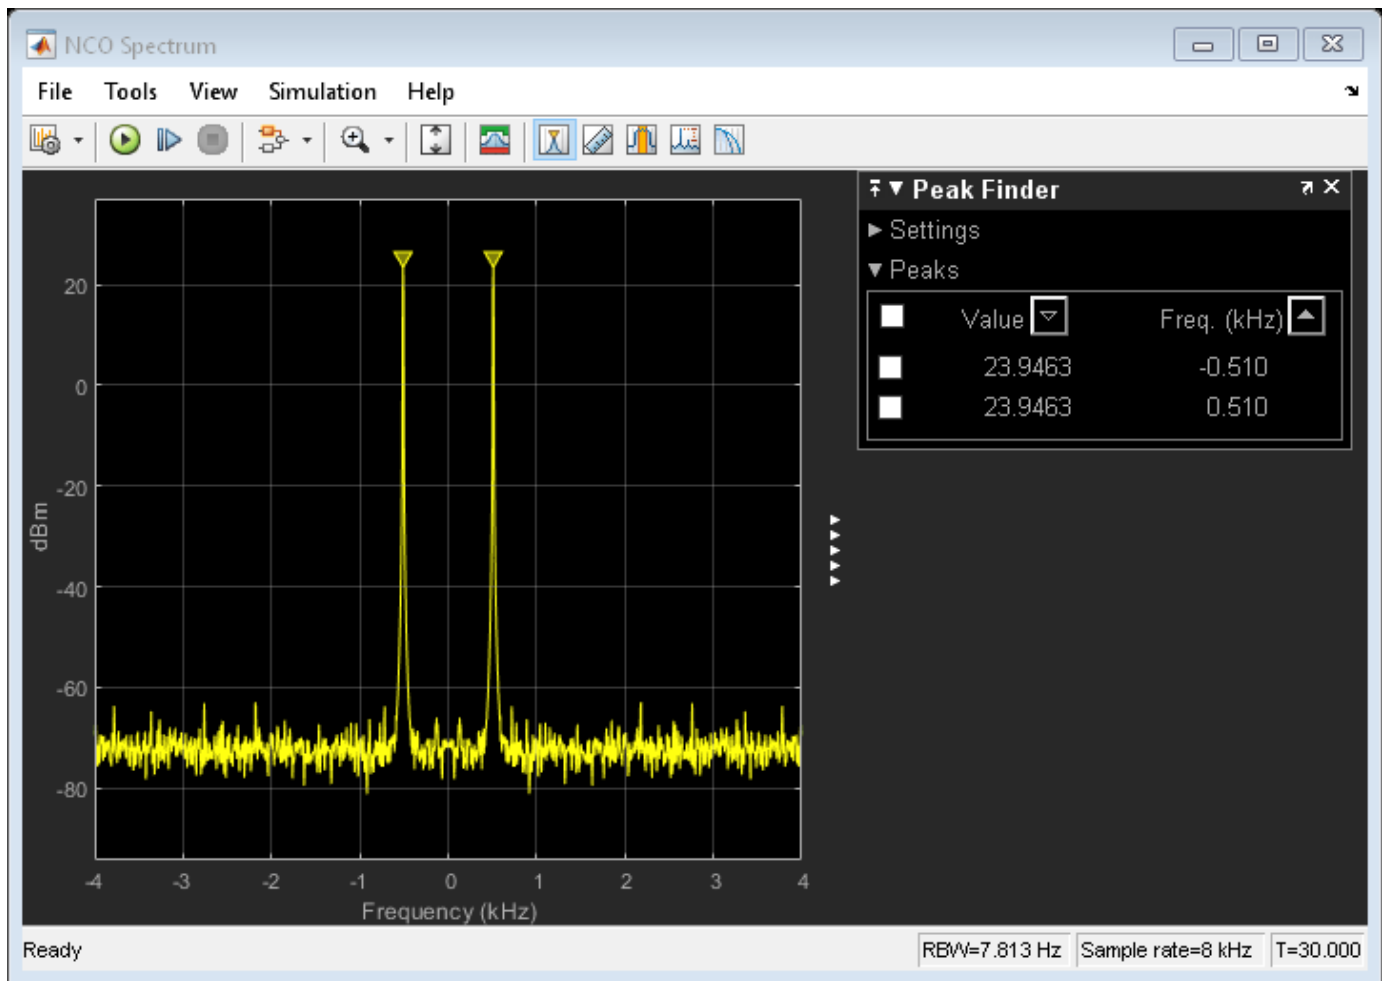 NCO Spectrum
File Tools View Simulation Help
Peak Finder
Settings
Peaks
Value Freq. (kHz)
23.9463 -0.510
23.9463 0.510
20
0
-20
-40
-60
-80
dBm
-4 -3 -2 -1 0 1 2 3 4
Frequency (kHz)
Ready RBW=7.813 Hz Sample rate=8 kHz T=30.000